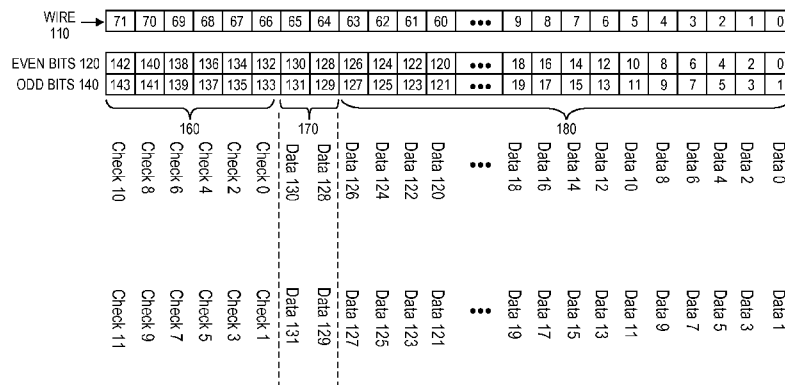 WIRE 71 70 69 68 67 66 65 64 63 62 61 60 ••• 9 8 7 6 5 4 3 2 1 0
110
EVEN BITS 120 142 140 138 136 134 132 130 128 126 124 122 120 ••• 18 16 14 12 10 8 6 4 2 0
ODD BITS 140 143 141 139 137 135 133 131 129 127 125 123 121 ••• 19 17 15 13 11 9 7 5 3 1
160 170 180
Check 10
Check 8
Check 6
Check 4
Check 2
Check 0
Data 130
Data 128
Data 126
Data 124
Data 122
Data 120
•••
Data 18
Data 16
Data 14
Data 12
Data 10
Data 8
Data 6
Data 4
Data 2
Data 0
Check 11
Check 9
Check 7
Check 5
Check 3
Check 1
Data 131
Data 129
Data 127
Data 125
Data 123
Data 121
•••
Data 19
Data 17
Data 15
Data 13
Data 11
Data 9
Data 7
Data 5
Data 3
Data 1